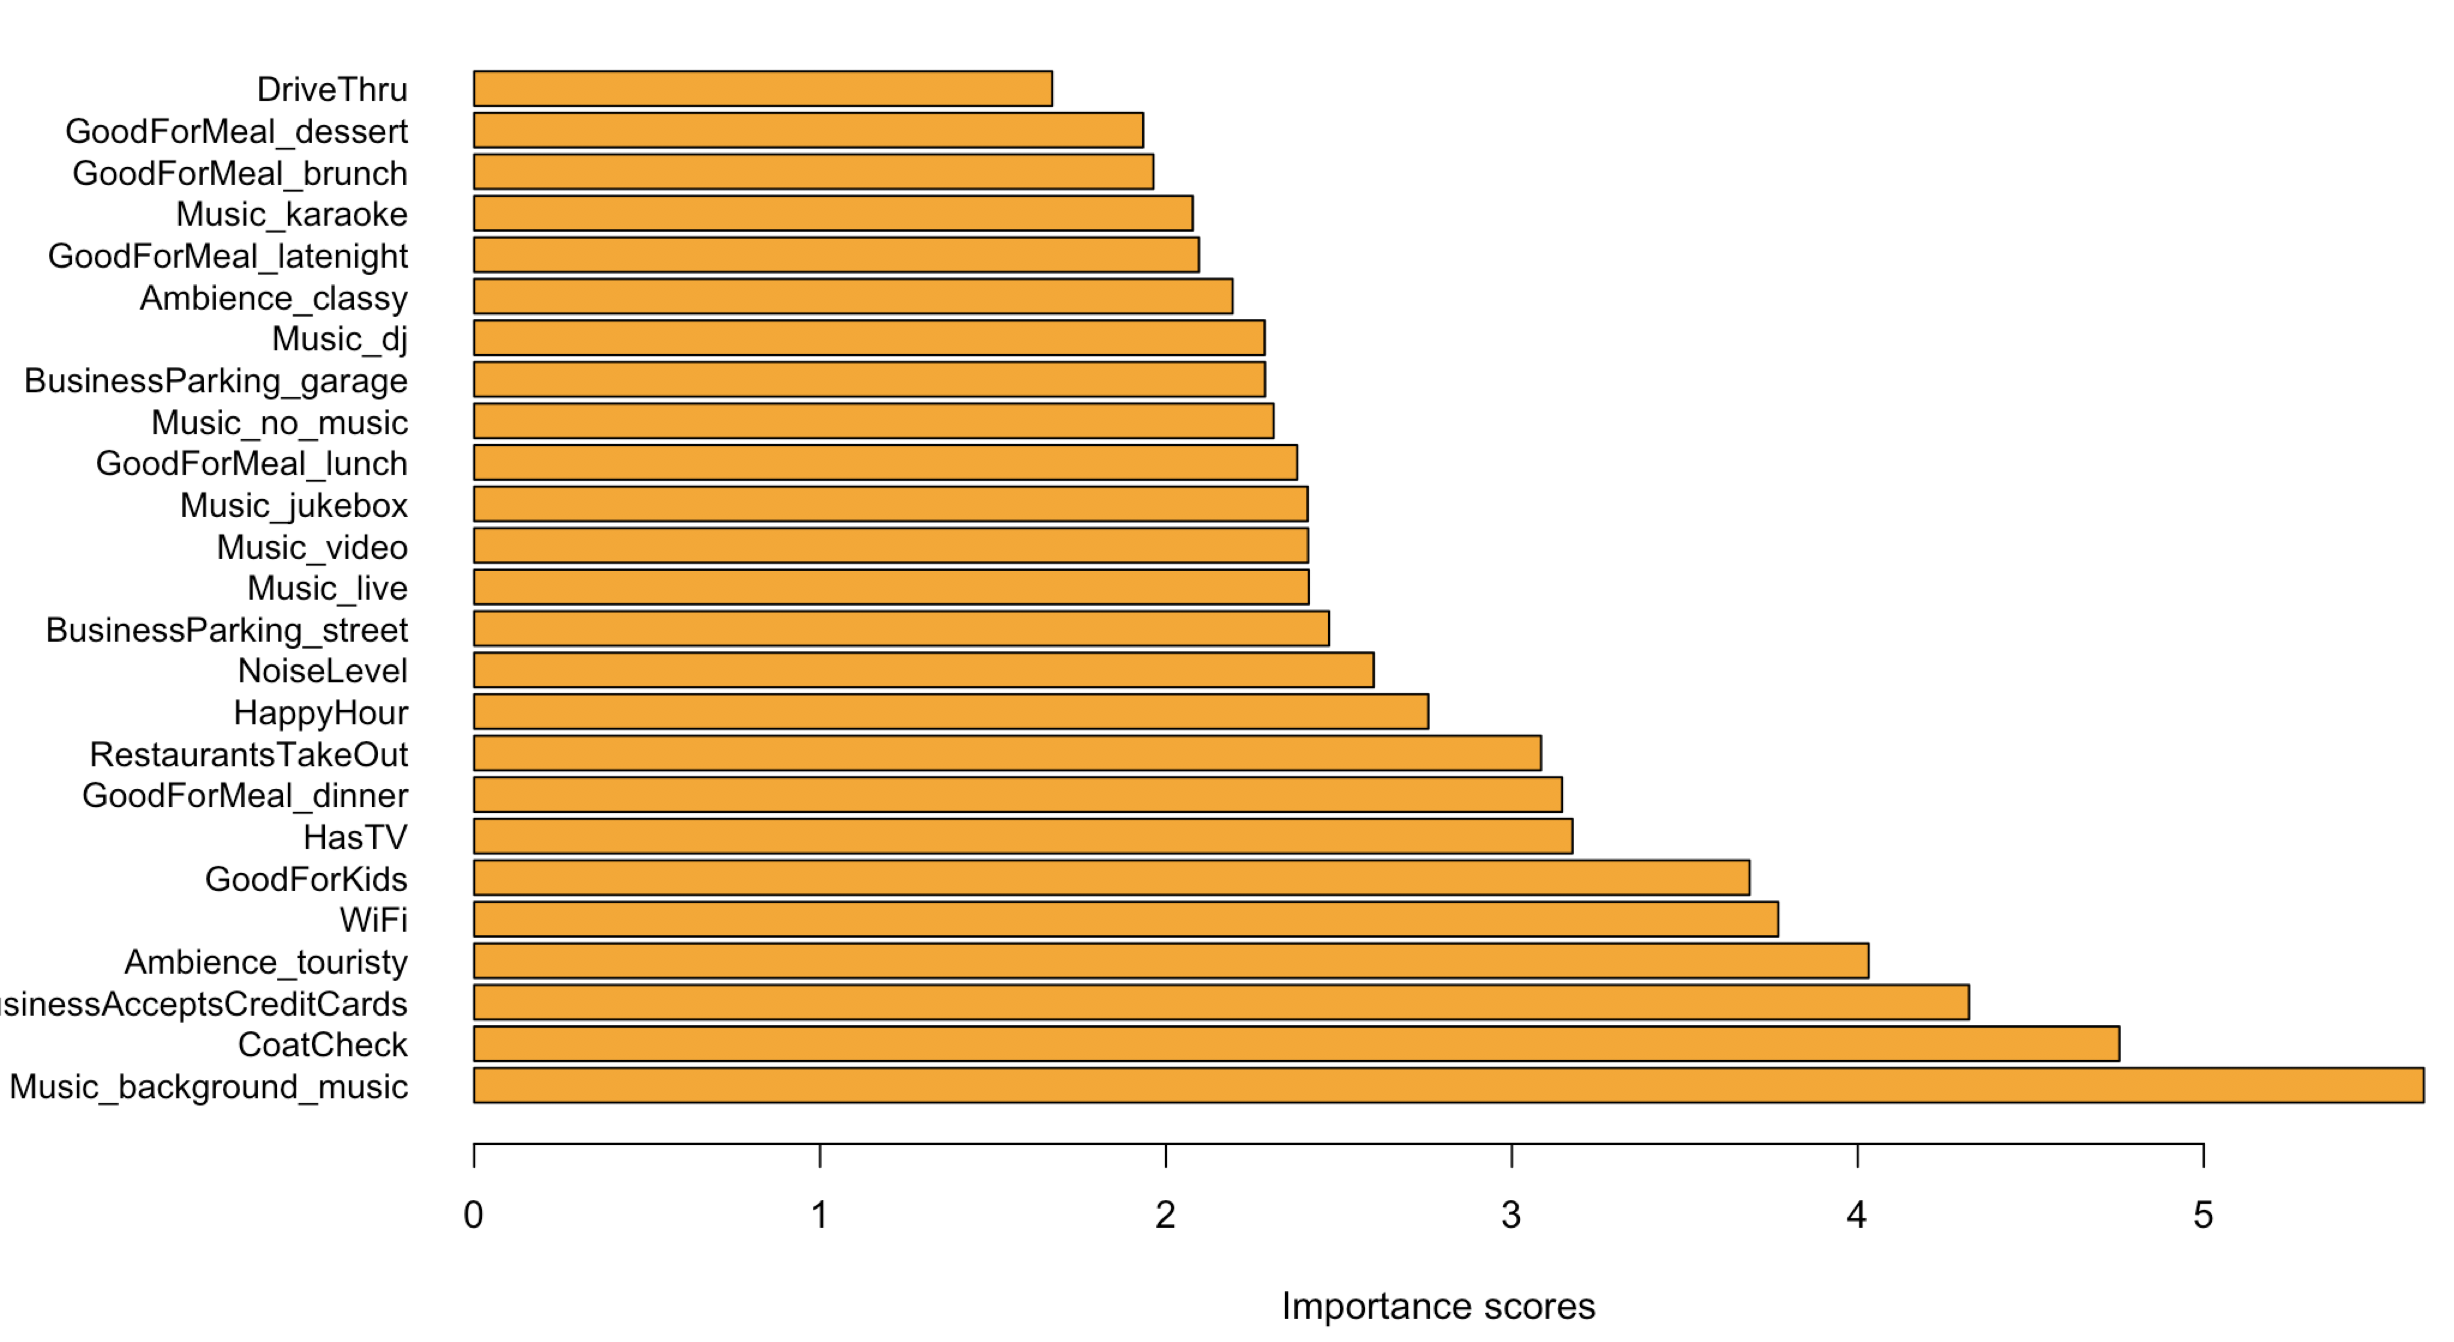 DriveThru
GoodForMeal_dessert
GoodForMeal_brunch
Music_karaoke
GoodForMeal_latenight
Ambience_classy
Music_dj
BusinessParking_garage
Music_no_music
GoodForMeal_lunch
Music_jukebox
Music_video
Music_live
BusinessParking_street
NoiseLevel
HappyHour
RestaurantsTakeOut
GoodForMeal_dinner
HasTV
GoodForKids
WiFi
Ambience_touristy
sinessAcceptsCreditCards
CoatCheck
Music_background_music
0 1 2 3 4 5
Importance scores